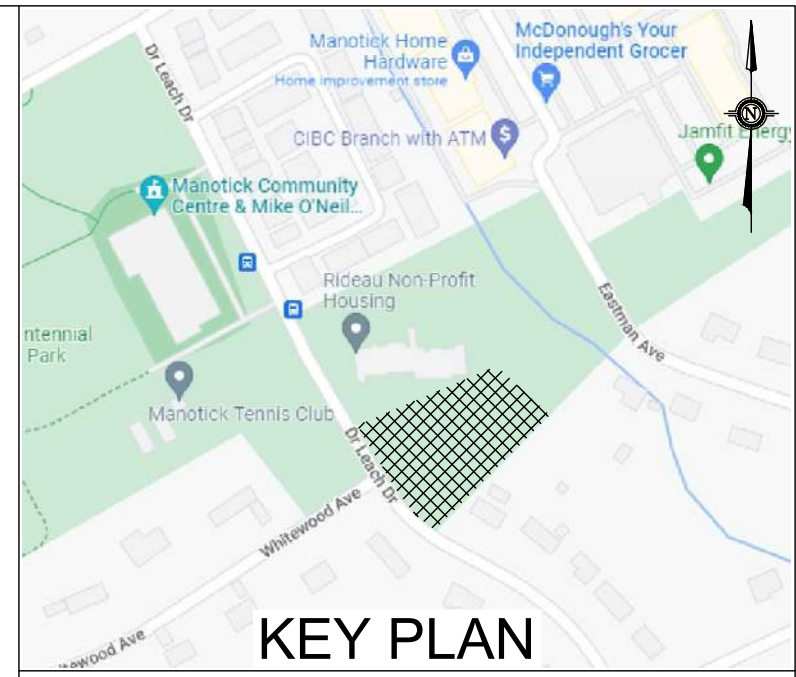 Dr Leach Dr
Manotick Home
Hardware
Home improvement store
McDonough's Your
Independent Grocer
N
CIBC Branch with ATM
$
Jamfit Energy
Manotick Community
Centre & Mike O'Neil...
Rideau Non-Profit
Housing
Eastman Ave
ntennial
Park
Manotick Tennis Club
Dr Leach Dr
Whitewood Ave
KEY PLAN
tewood Ave